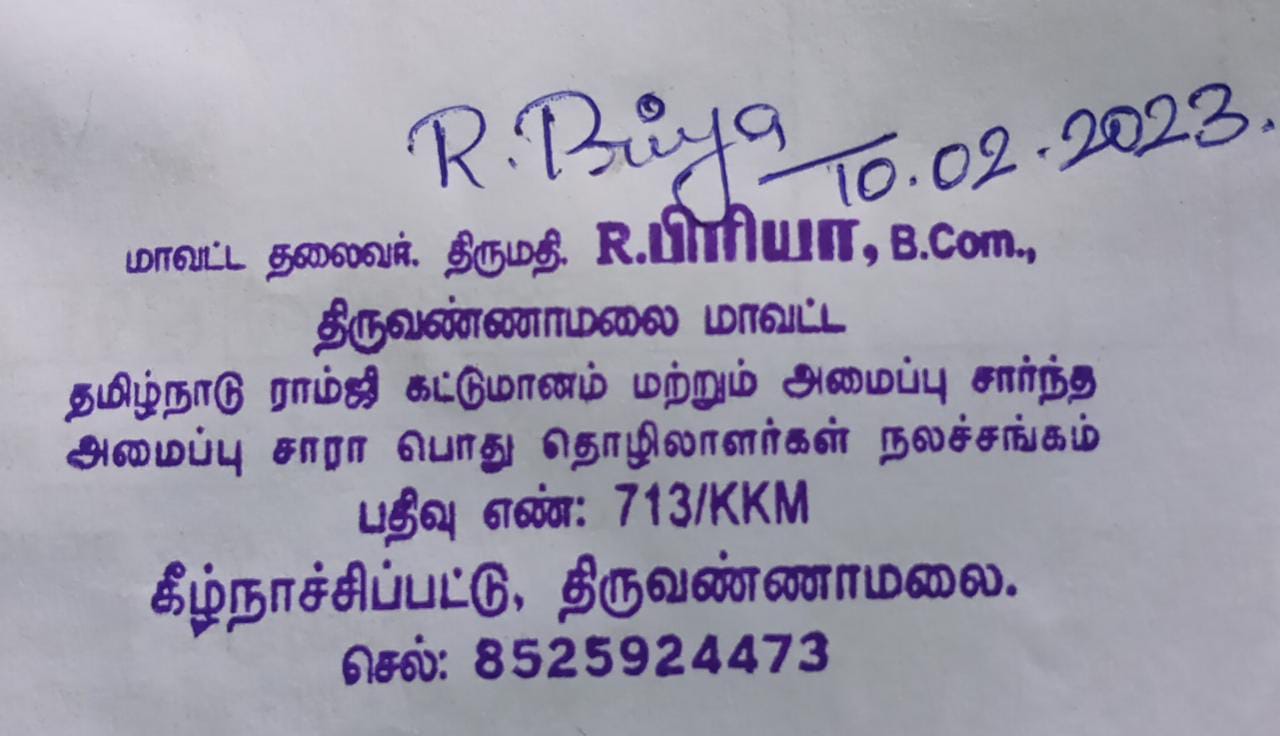 R. Priya 10.02.2023.
மாவட்ட தலைவர். திருமதி. R.பிரியா, B.Com.,
திருவண்ணாமலை மாவட்ட
தமிழ்நாடு ராம்ஜி கட்டுமானம் மற்றும் அமைப்பு சார்ந்த
அமைப்பு சாரா பொது தொழிலாளர்கள் நலச்சங்கம்
பதிவு எண்: 713/KKM
கீழ்நாச்சிப்பட்டு, திருவண்ணாமலை.
செல்: 8525924473